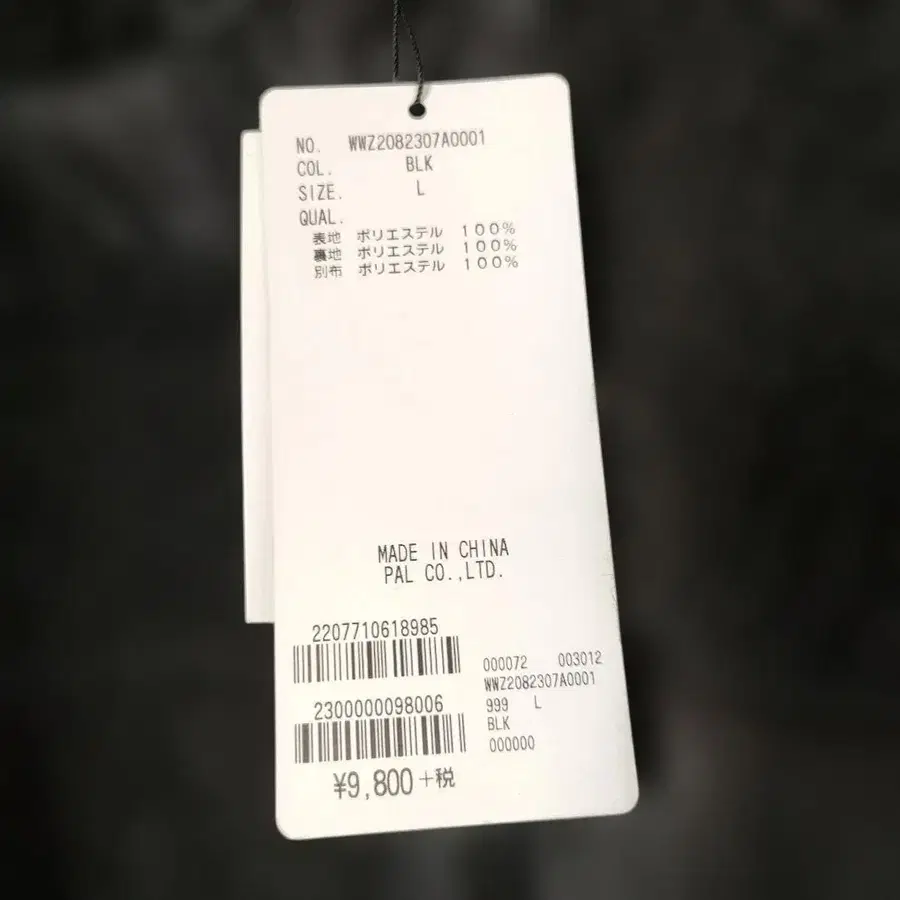 NO. WWZ2082307A0001
COL. BLK
SIZE. L
QUAL.
表地 ポリエステル 100%
裏地 ポリエステル 100%
別布 ポリエステル 100%
MADE IN CHINA
PAL CO.,LTD.
2207710618985
2300000098006
¥9,800+税
000072 003012
WWZ2082307A0001
999 L
BLK
000000